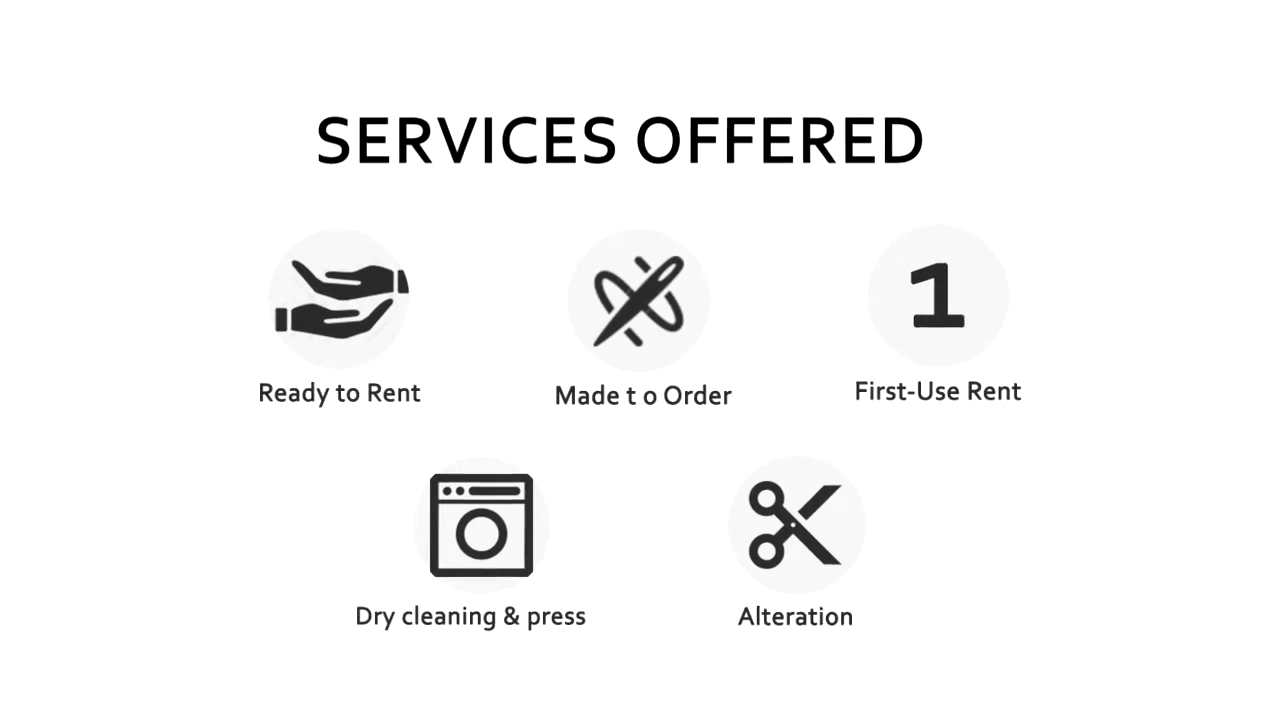 SERVICES OFFERED
1
Ready to Rent
Made t o Order
First-Use Rent
Dry cleaning & press
Alteration